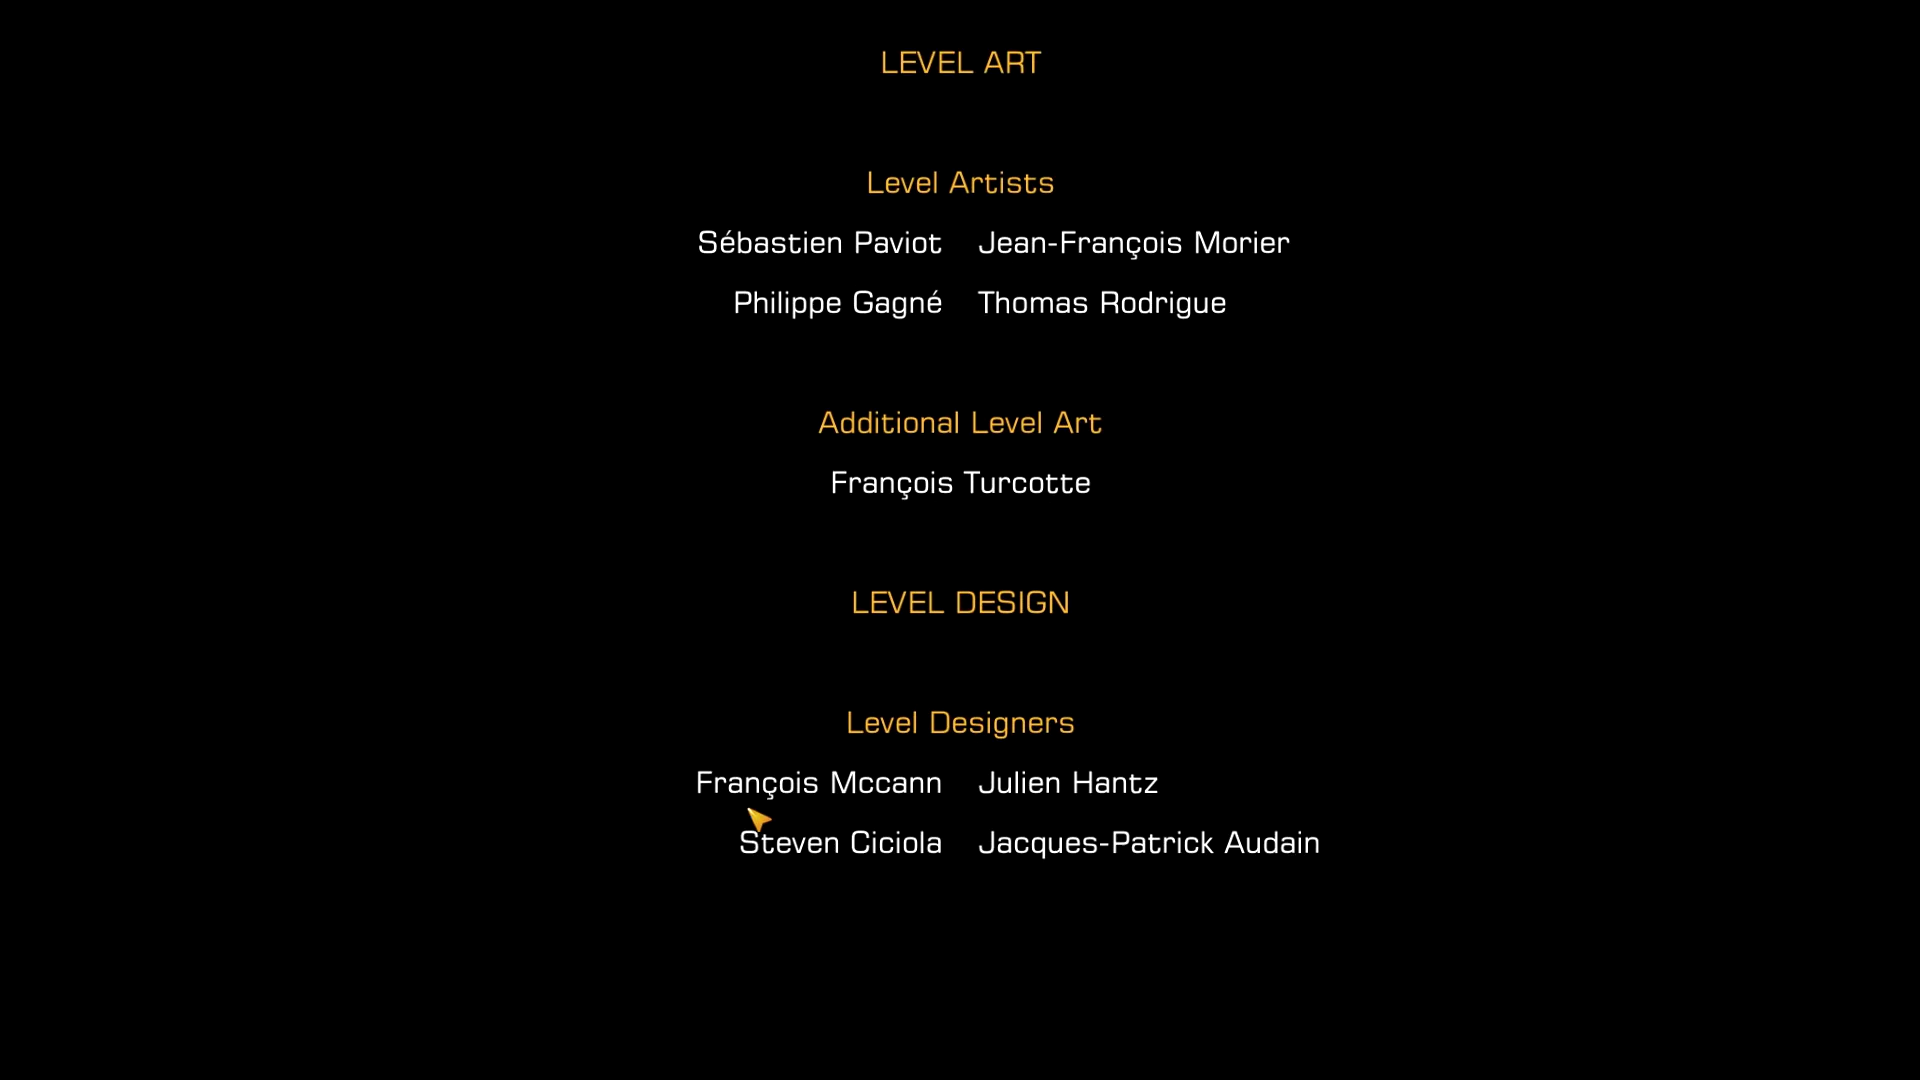 LEVEL ART
Level Artists
Sébastien Paviot Jean-François Morier
Philippe Gagné Thomas Rodrigue
Additional Level Art
François Turcotte
LEVEL DESIGN
Level Designers
François Mccann Julien Hantz
Steven Ciciola Jacques-Patrick Audain